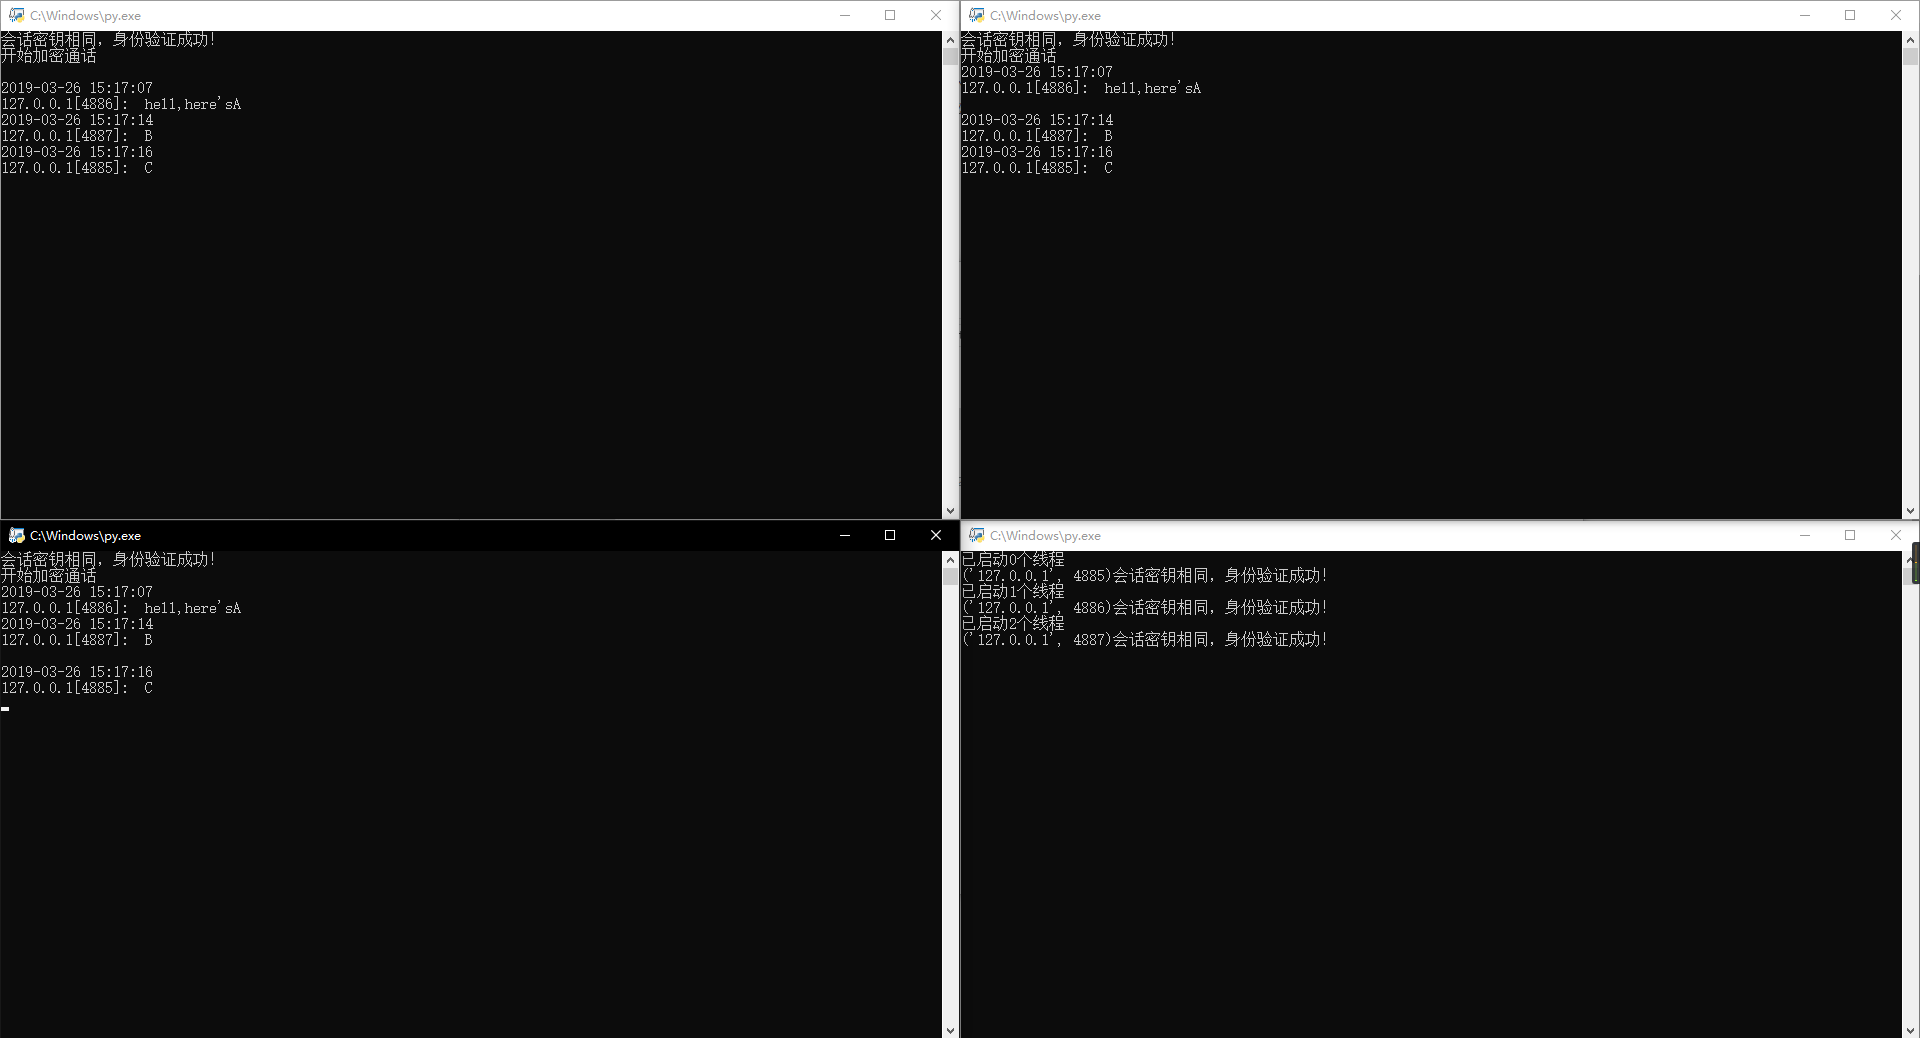 C:\Windows\py.exe
会话密钥相同，身份验证成功！
开始加密通话
2019-03-26 15:17:07
127.0.0.1[4886]:  hell,here'sA
2019-03-26 15:17:14
127.0.0.1[4887]:  B
2019-03-26 15:17:16
127.0.0.1[4885]:  C
C:\Windows\py.exe
会话密钥相同，身份验证成功！
开始加密通话
2019-03-26 15:17:07
127.0.0.1[4886]:  hell,here'sA
2019-03-26 15:17:14
127.0.0.1[4887]:  B
2019-03-26 15:17:16
127.0.0.1[4885]:  C
C:\Windows\py.exe
会话密钥相同，身份验证成功！
开始加密通话
2019-03-26 15:17:07
127.0.0.1[4886]:  hell,here'sA
2019-03-26 15:17:14
127.0.0.1[4887]:  B
2019-03-26 15:17:16
127.0.0.1[4885]:  C
C:\Windows\py.exe
已启动0个线程
('127.0.0.1', 4885)会话密钥相同，身份验证成功！
已启动1个线程
('127.0.0.1', 4886)会话密钥相同，身份验证成功！
已启动2个线程
('127.0.0.1', 4887)会话密钥相同，身份验证成功！